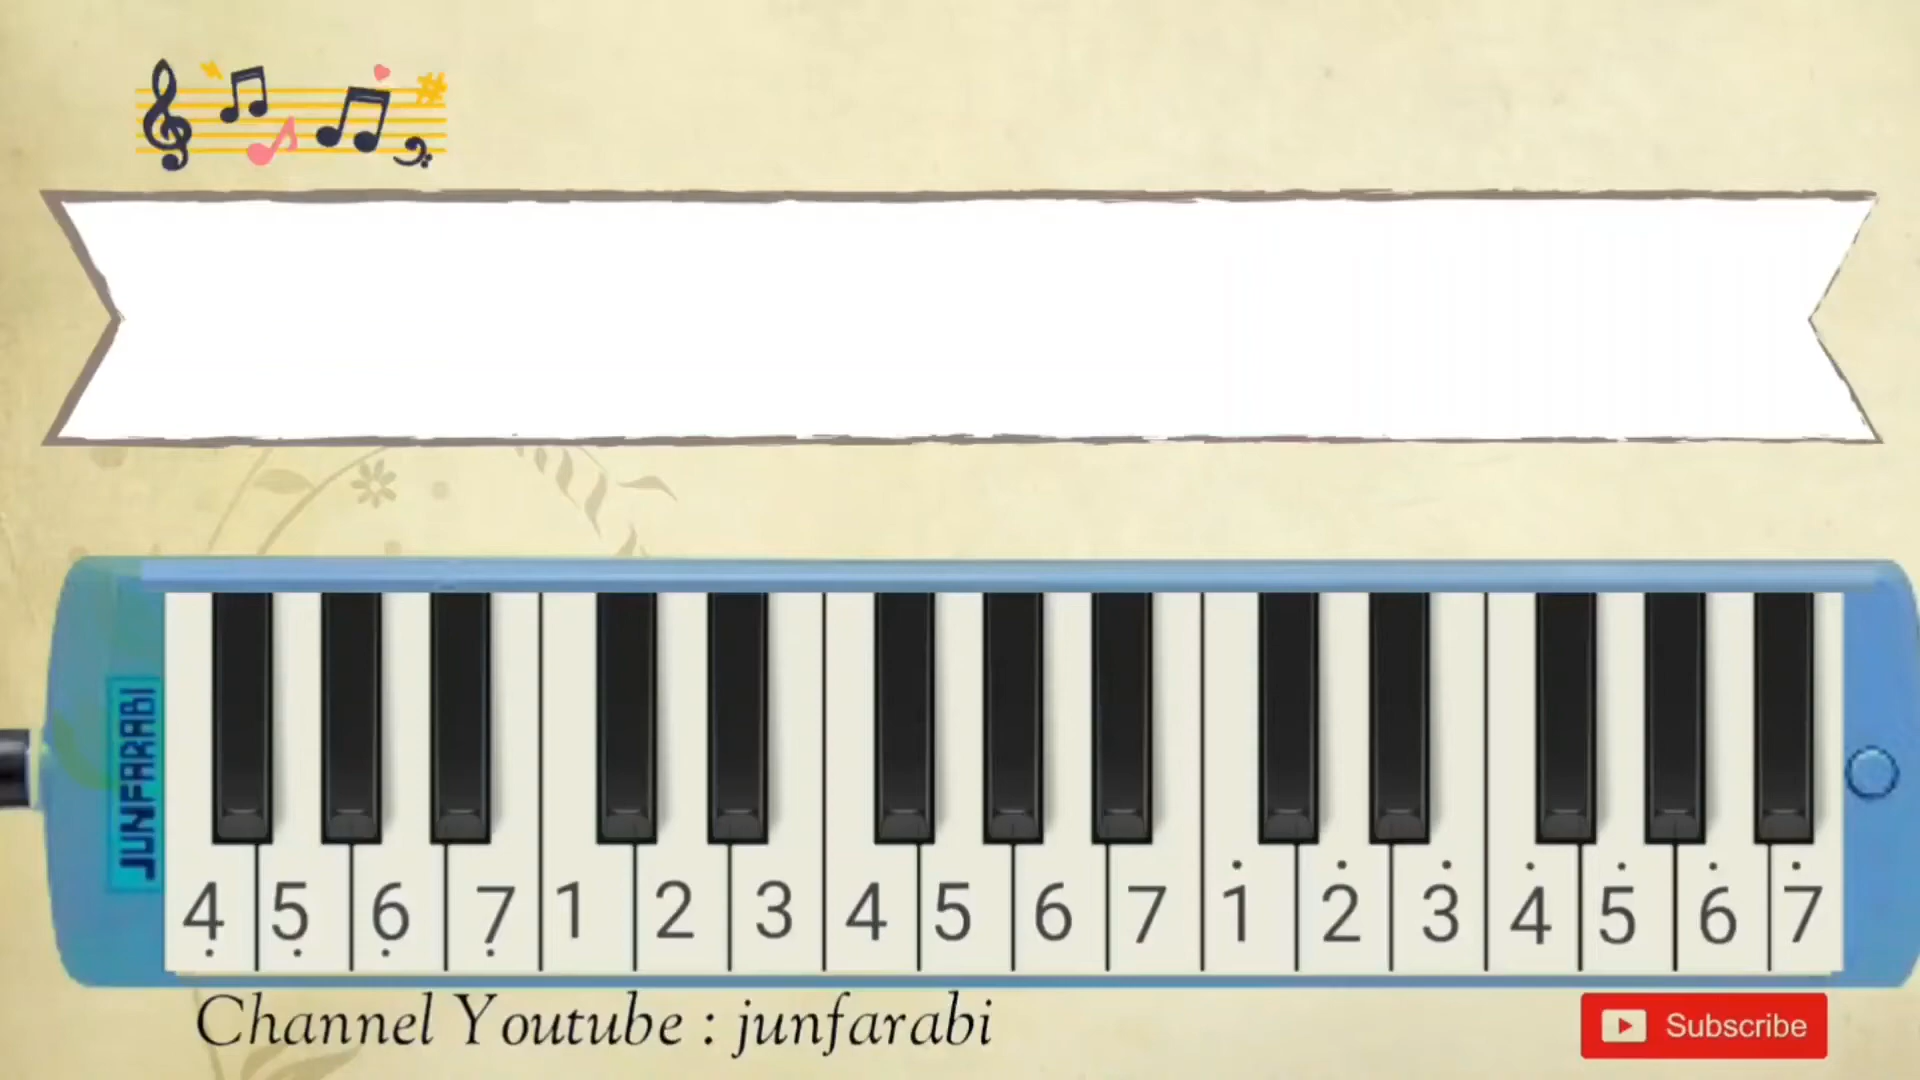 JUNFARABI
4̣ 5̣ 6̣ 7̣ 1 2 3 4 5 6 7 1̇ 2̇ 3̇ 4̇ 5̇ 6̇ 7̇
Channel Youtube : junfarabi
Subscribe